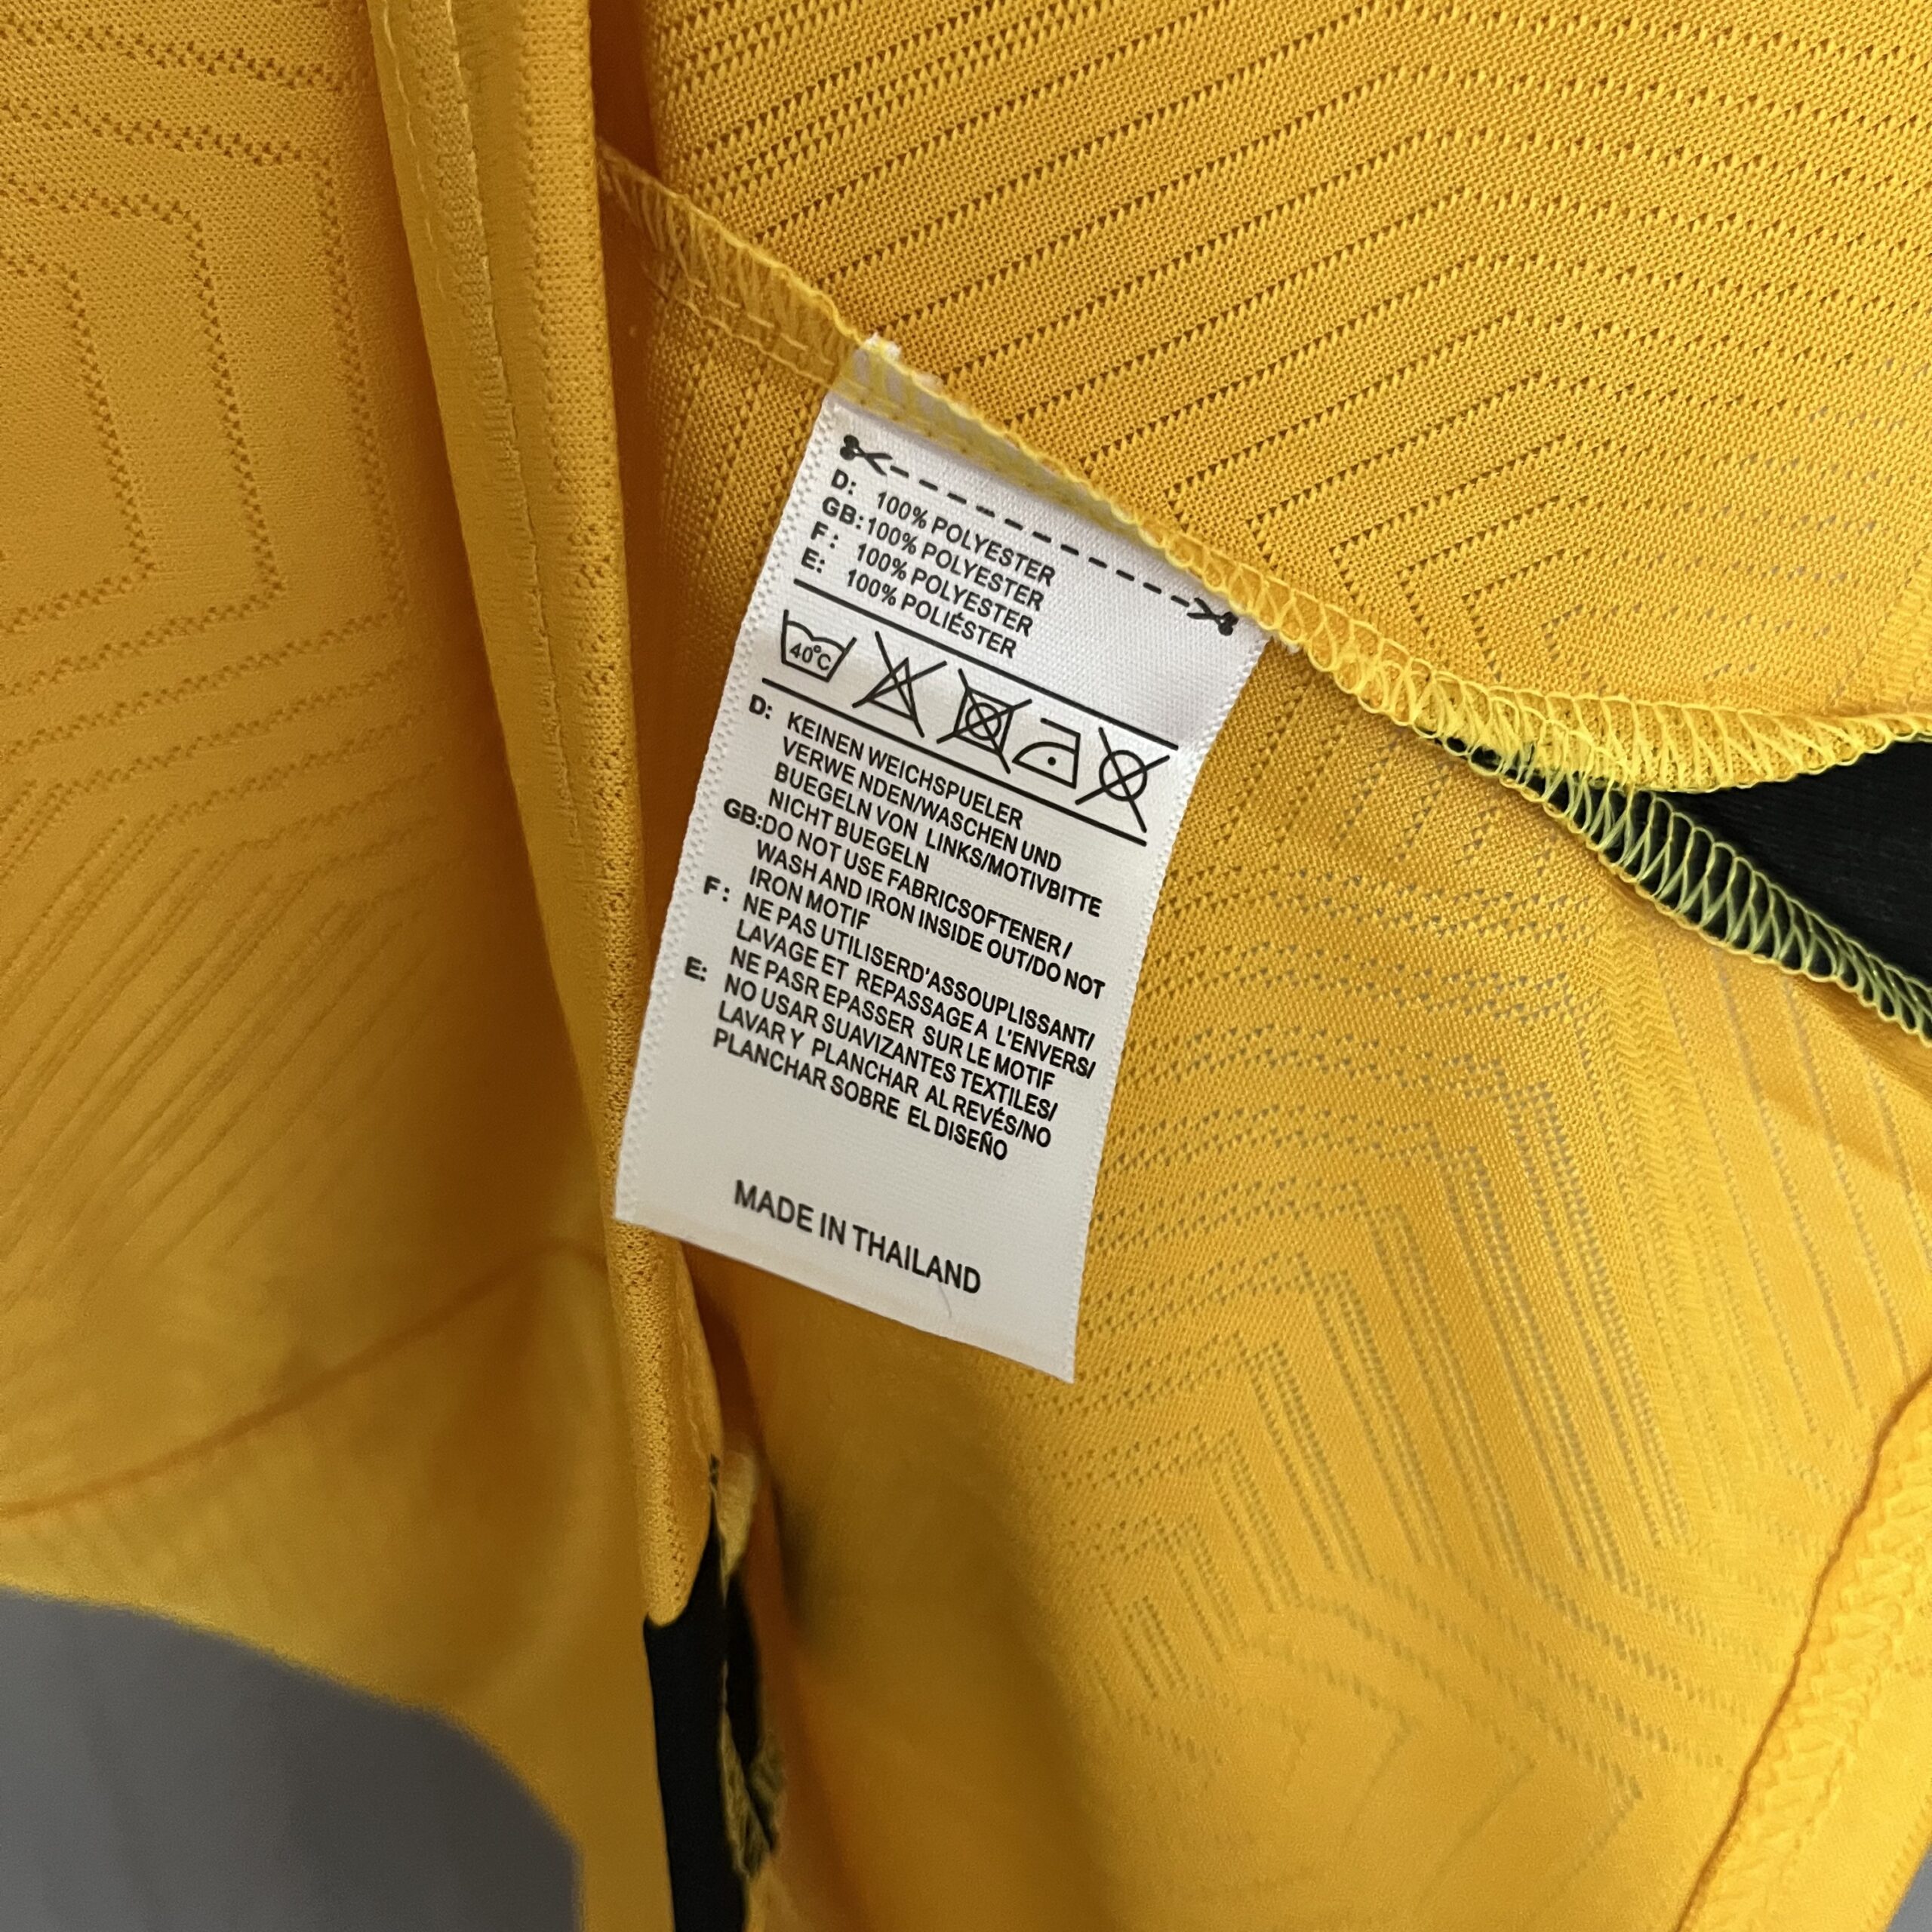 D: 100% POLYESTER
GB: 100% POLYESTER
F: 100% POLYESTER
E: 100% POLIÉSTER
40°C
D: KEINEN WEICHSPUELER
VERWE NDEN/WASCHEN UND
BUEGELN VON LINKS/MOTIVBITTE
NICHT BUEGELN
GB:DO NOT USE FABRICSOFTENER/
WASH AND IRON INSIDE OUT/DO NOT
IRON MOTIF
F: NE PAS UTILISERD'ASSOUPLISSANT/
LAVAGE ET REPASSAGE A L'ENVERS/
NE PASR EPASSER SUR LE MOTIF
E: NO USAR SUAVIZANTES TEXTILES/
LAVAR Y PLANCHAR AL REVÉS/NO
PLANCHAR SOBRE EL DISEÑO
MADE IN THAILAND